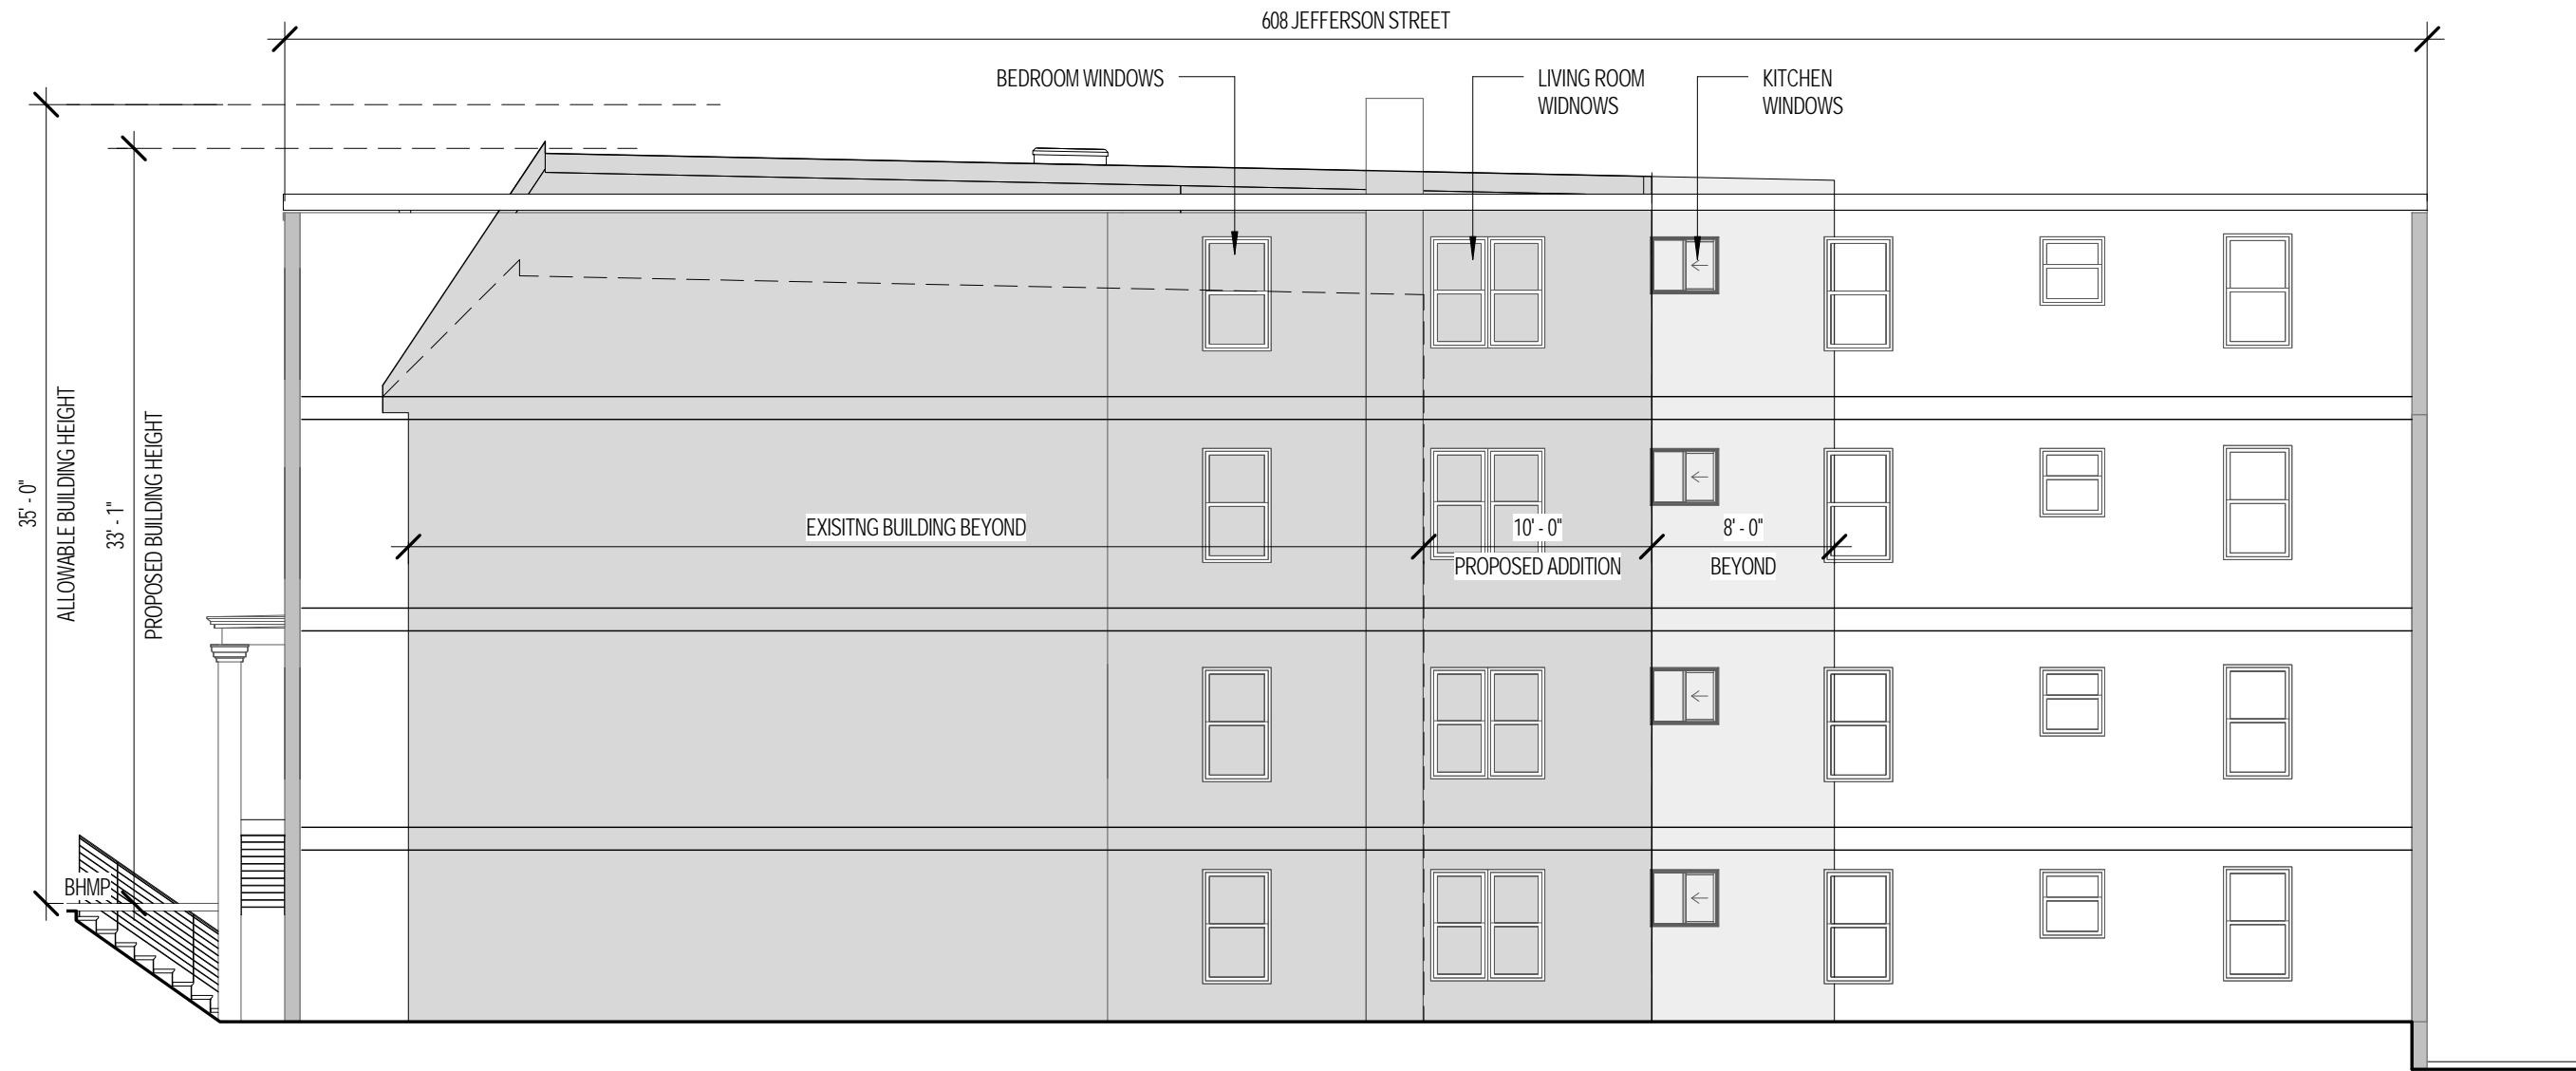 608 JEFFERSON STREET
BEDROOM WINDOWS
LIVING ROOM
WIDNOWS
KITCHEN
WINDOWS
35' - 0"
ALLOWABLE BUILDING HEIGHT
33' - 1"
PROPOSED BUILDING HEIGHT
EXISITNG BUILDING BEYOND
10' - 0"
PROPOSED ADDITION
8' - 0"
BEYOND
BHMP